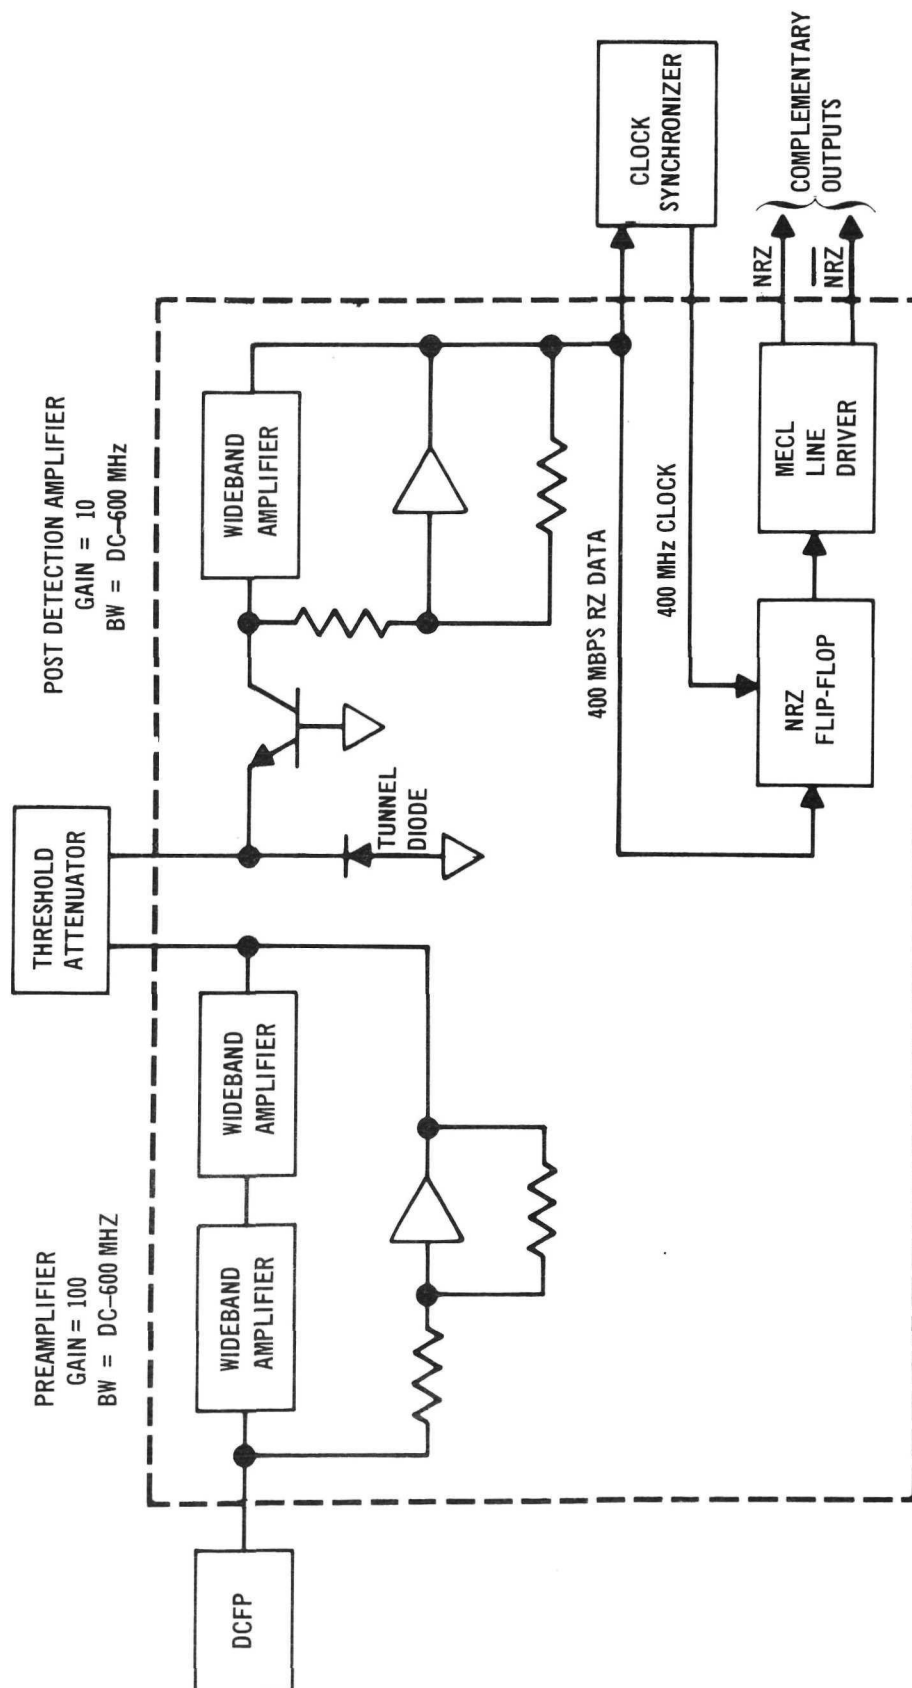 PREAMPLIFIER
GAIN = 100
BW = DC–600 MHZ
POST DETECTION AMPLIFIER
GAIN = 10
BW = DC–600 MHz
THRESHOLD
ATTENUATOR
DCFP
WIDEBAND
AMPLIFIER
WIDEBAND
AMPLIFIER
TUNNEL
DIODE
WIDEBAND
AMPLIFIER
400 MBPS RZ DATA
400 MHz CLOCK
CLOCK
SYNCHRONIZER
NRZ
FLIP-FLOP
MECL
LINE
DRIVER
NRZ
N̅R̅Z̅
COMPLEMENTARY
OUTPUTS